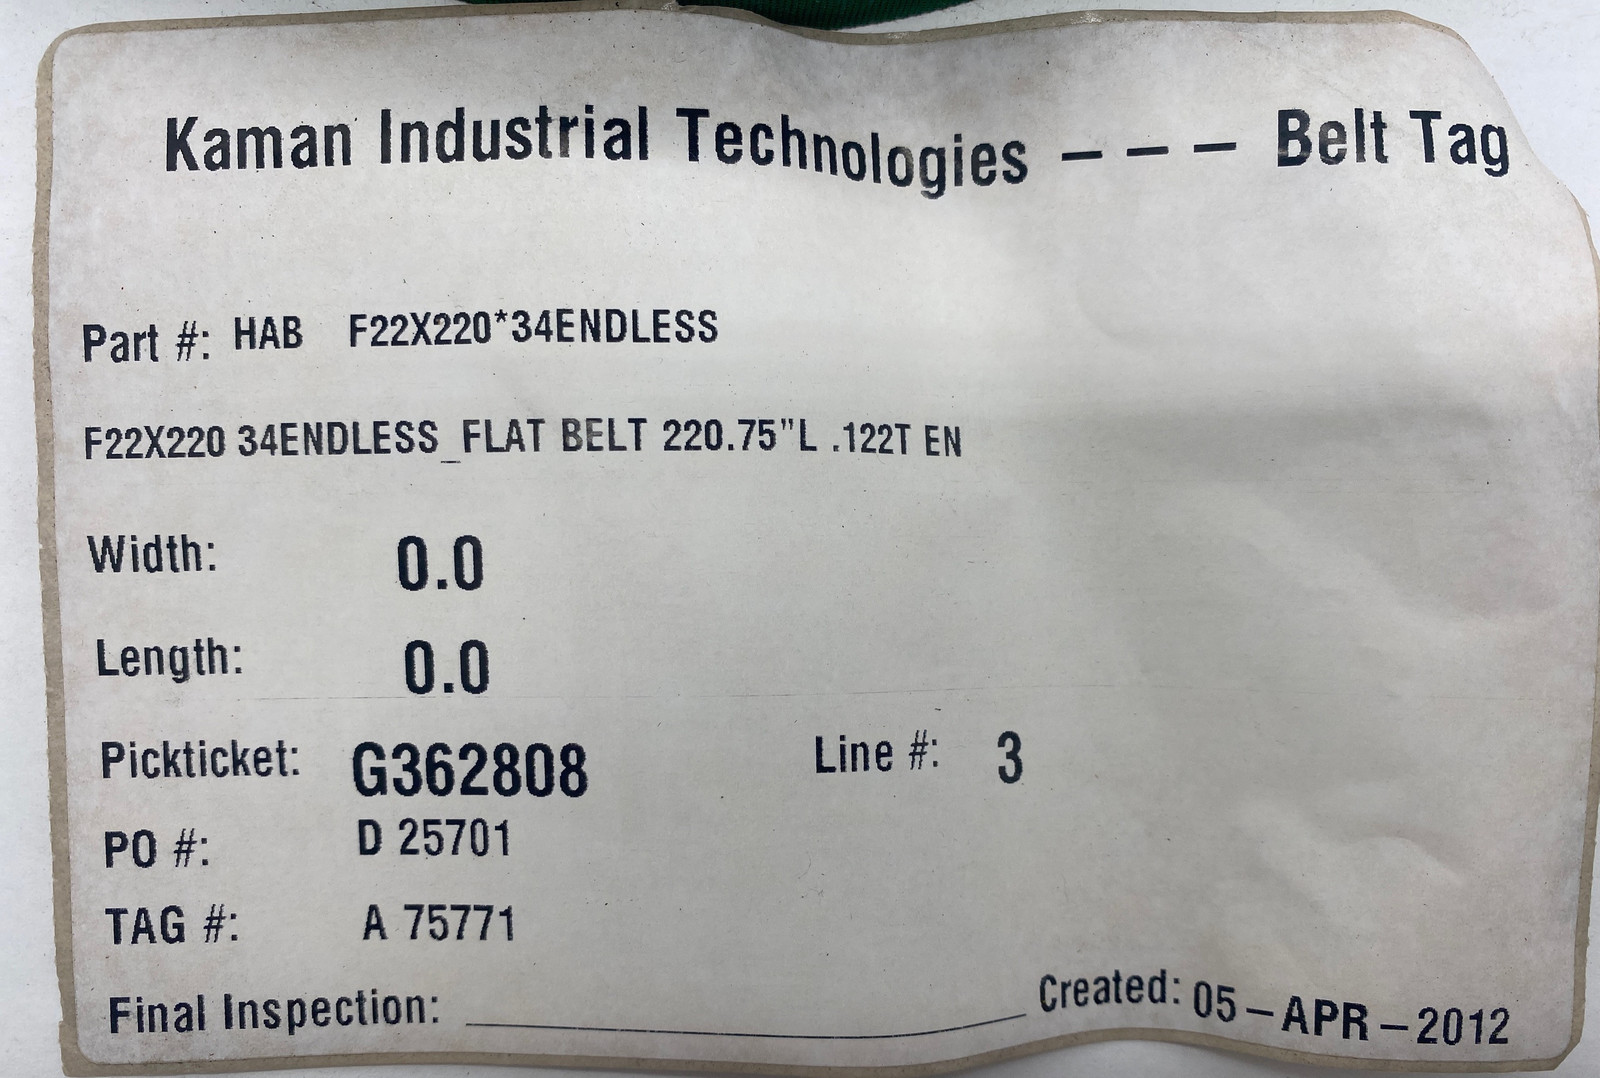 Kaman Industrial Technologies - - - Belt Tag
Part #: HAB F22X220*34ENDLESS
F22X220 34ENDLESS_FLAT BELT 220.75"L .122T EN
Width: 0.0
Length: 0.0
Pickticket: G362808 Line #: 3
PO #: D 25701
TAG #: A 75771
Final Inspection: ____________________ Created: 05-APR-2012